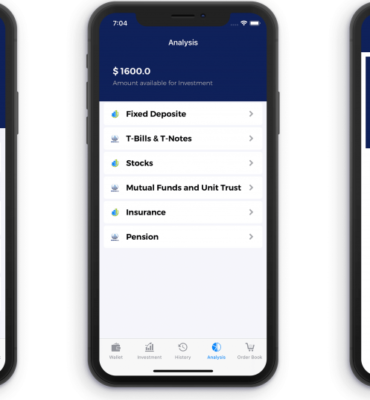 7:04
Analysis
$ 1600.0
Amount available for Investment
Fixed Deposite
T-Bills & T-Notes
Stocks
Mutual Funds and Unit Trust
Insurance
Pension
Wallet Investment History Analysis Order Book